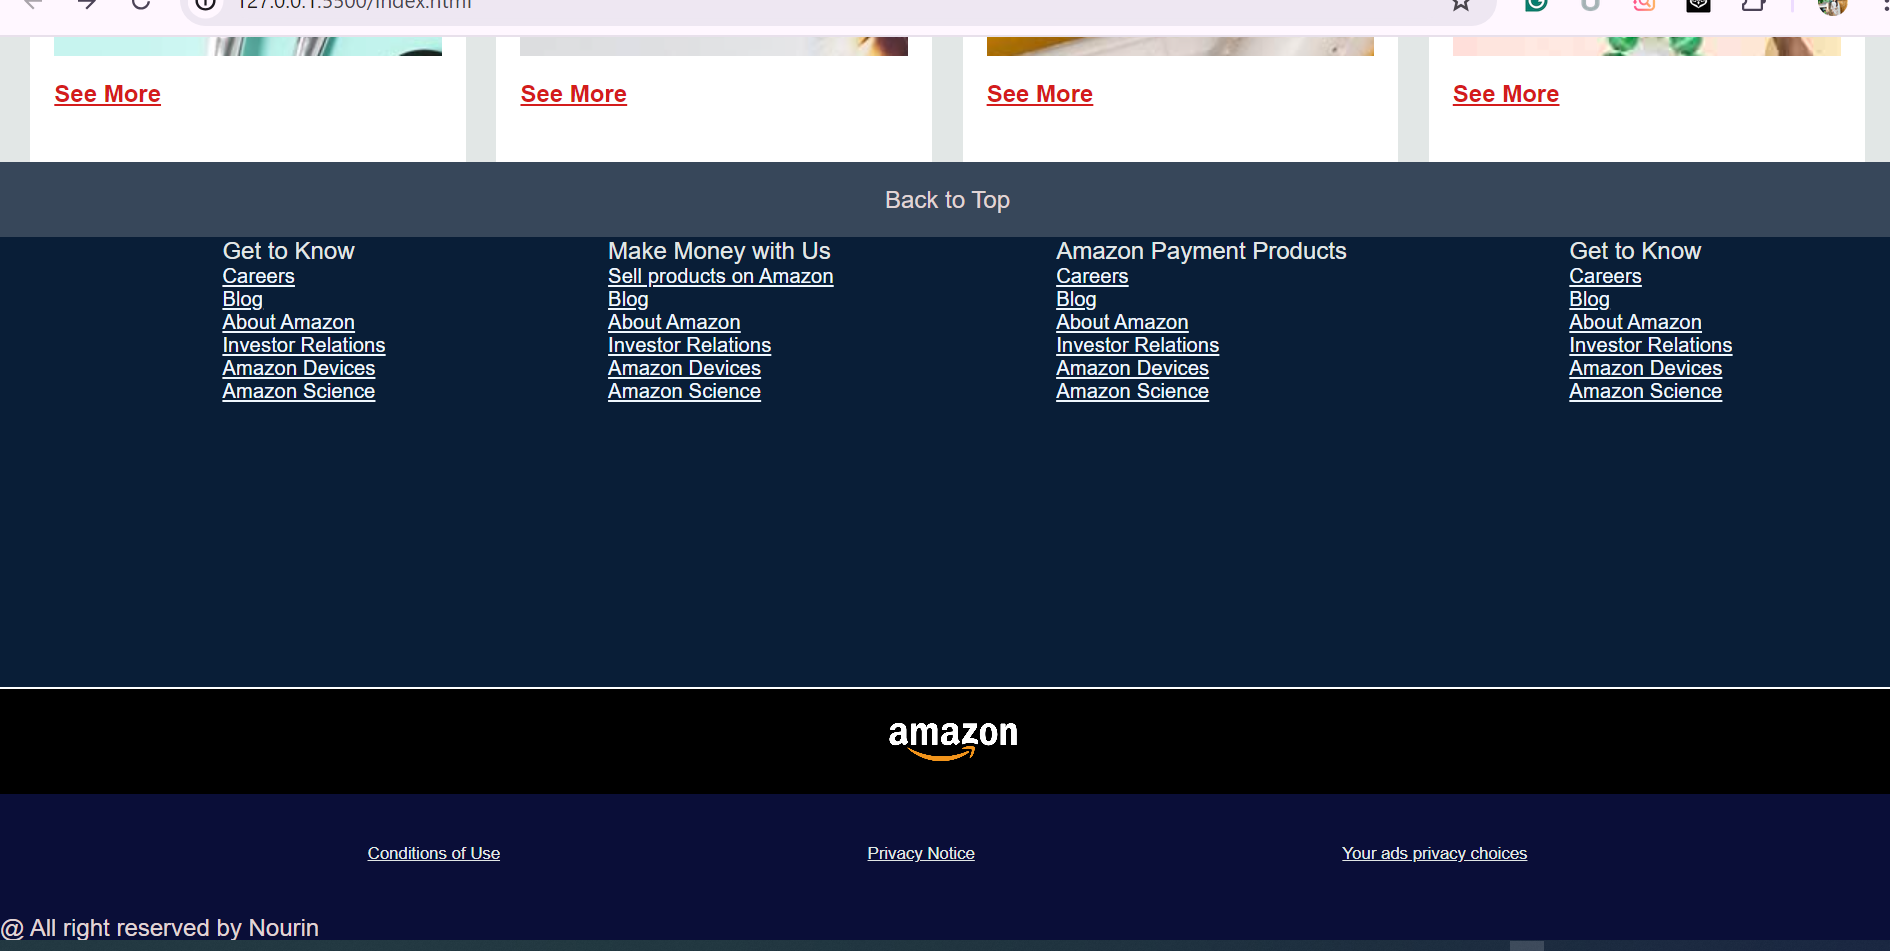 127.0.0.1:5500/index.html
See More
See More
See More
See More
Back to Top
Get to Know
Careers
Blog
About Amazon
Investor Relations
Amazon Devices
Amazon Science
Make Money with Us
Sell products on Amazon
Blog
About Amazon
Investor Relations
Amazon Devices
Amazon Science
Amazon Payment Products
Careers
Blog
About Amazon
Investor Relations
Amazon Devices
Amazon Science
Get to Know
Careers
Blog
About Amazon
Investor Relations
Amazon Devices
Amazon Science
amazon
Conditions of Use
Privacy Notice
Your ads privacy choices
@ All right reserved by Nourin